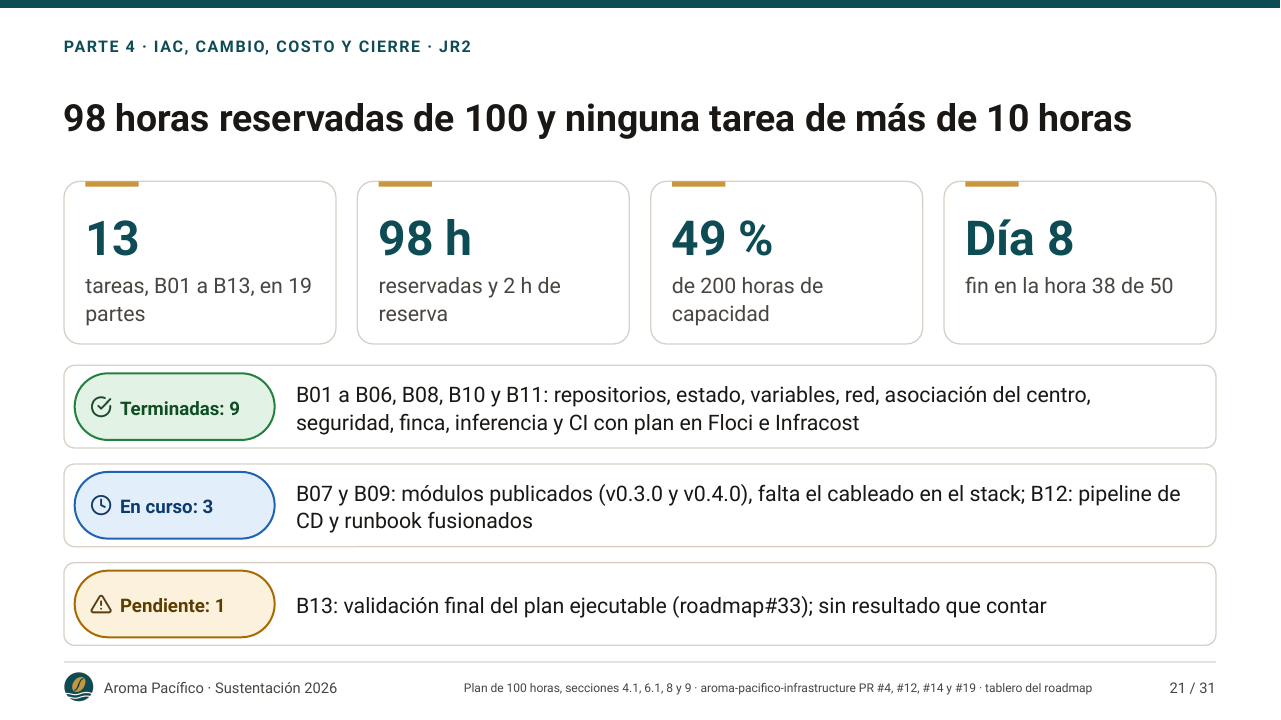 PARTE 4 · IAC, CAMBIO, COSTO Y CIERRE · JR2
98 horas reservadas de 100 y ninguna tarea de más de 10 horas
13
tareas, B01 a B13, en 19
partes
98 h
reservadas y 2 h de
reserva
49 %
de 200 horas de
capacidad
Día 8
fin en la hora 38 de 50
Terminadas: 9
B01 a B06, B08, B10 y B11: repositorios, estado, variables, red, asociación del centro,
seguridad, finca, inferencia y CI con plan en Floci e Infracost
En curso: 3
B07 y B09: módulos publicados (v0.3.0 y v0.4.0), falta el cableado en el stack; B12: pipeline de
CD y runbook fusionados
Pendiente: 1
B13: validación final del plan ejecutable (roadmap#33); sin resultado que contar
Aroma Pacífico · Sustentación 2026
Plan de 100 horas, secciones 4.1, 6.1, 8 y 9 · aroma-pacifico-infrastructure PR #4, #12, #14 y #19 · tablero del roadmap
21 / 31